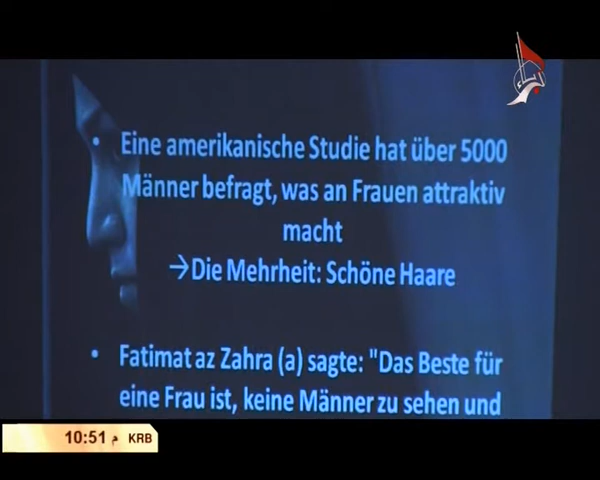 • Eine amerikanische Studie hat über 5000
Männer befragt, was an Frauen attraktiv
macht
→Die Mehrheit: Schöne Haare
• Fatimat az Zahra (a) sagte: "Das Beste für
eine Frau ist, keine Männer zu sehen und
10:51 م KRB